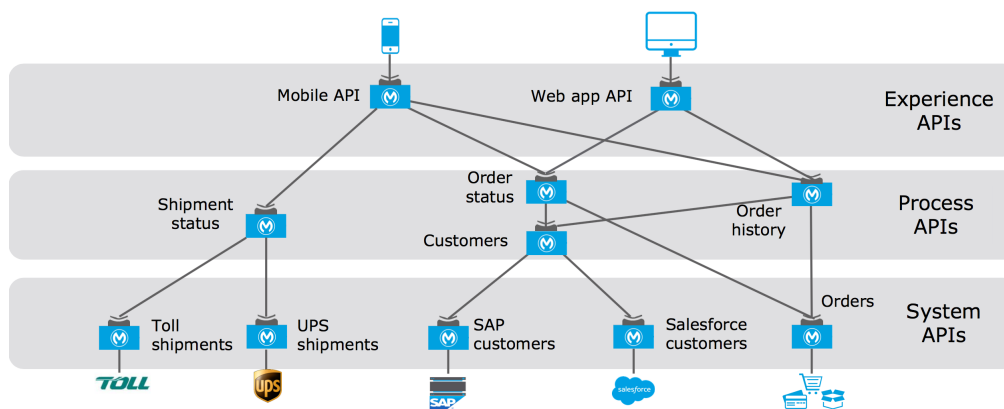 Mobile API
Web app API
Experience
APIs
Shipment
status
Order
status
Customers
Order
history
Process
APIs
Toll
shipments
UPS
shipments
SAP
customers
Salesforce
customers
Orders
System
APIs
TOLL
ups
SAP
salesforce